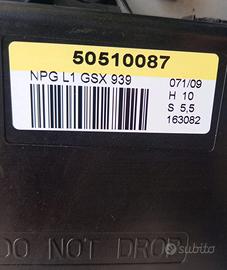 50510087
NPG L1 GSX 939
071/09
H 10
S 5,5
163082
DO NOT DROP
subito